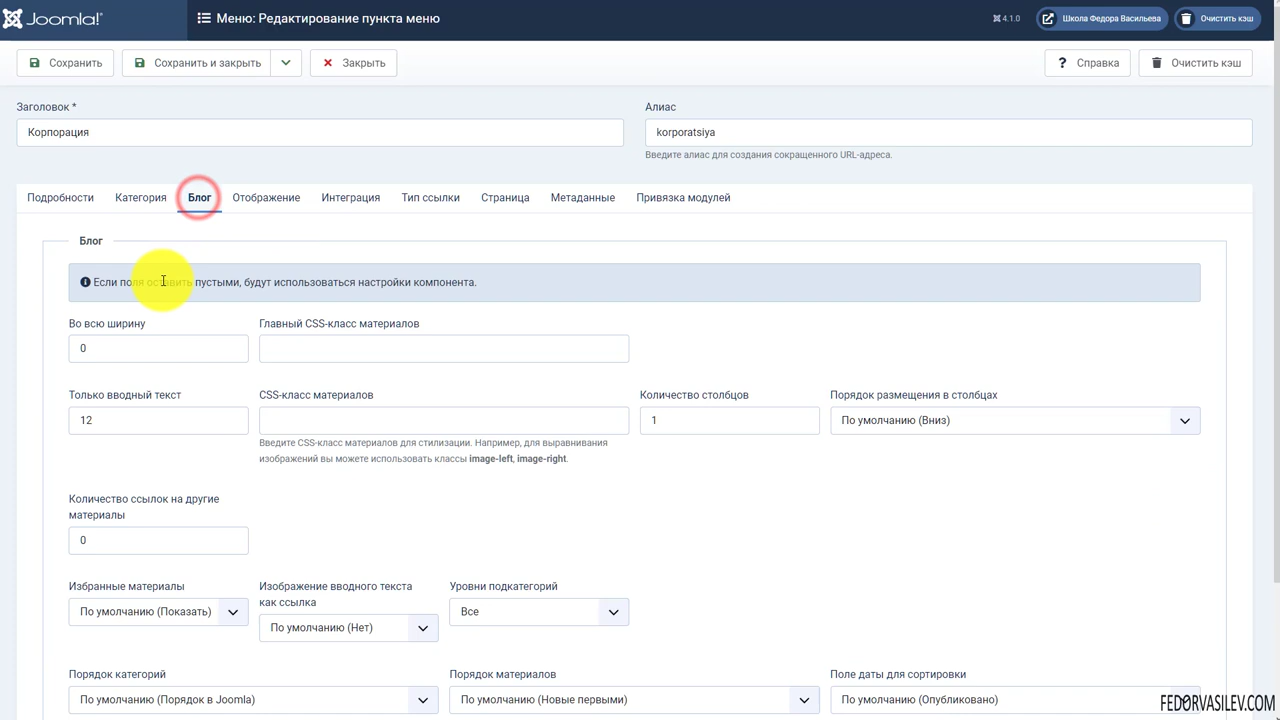 Joomla!®
Меню: Редактирование пункта меню
4.1.0
Школа Федора Васильева
Очистить кэш
Сохранить
Сохранить и закрыть
Закрыть
? Справка
Очистить кэш
Заголовок *
Алиас
Корпорация
korporatsiya
Введите алиас для создания сокращенного URL-адреса.
Подробности
Категория
Блог
Отображение
Интеграция
Тип ссылки
Страница
Метаданные
Привязка модулей
Блог
Если поля оставить пустыми, будут использоваться настройки компонента.
Во всю ширину
Главный CSS-класс материалов
0
Только вводный текст
CSS-класс материалов
Количество столбцов
Порядок размещения в столбцах
12
1
По умолчанию (Вниз)
Введите CSS-класс материалов для стилизации. Например, для выравнивания
изображений вы можете использовать классы image-left, image-right.
Количество ссылок на другие
материалы
0
Избранные материалы
Изображение вводного текста
как ссылка
Уровни подкатегорий
По умолчанию (Показать)
По умолчанию (Нет)
Все
Порядок категорий
Порядок материалов
Поле даты для сортировки
По умолчанию (Порядок в Joomla)
По умолчанию (Новые первыми)
По умолчанию (Опубликовано)
FEDORVASILEV.COM